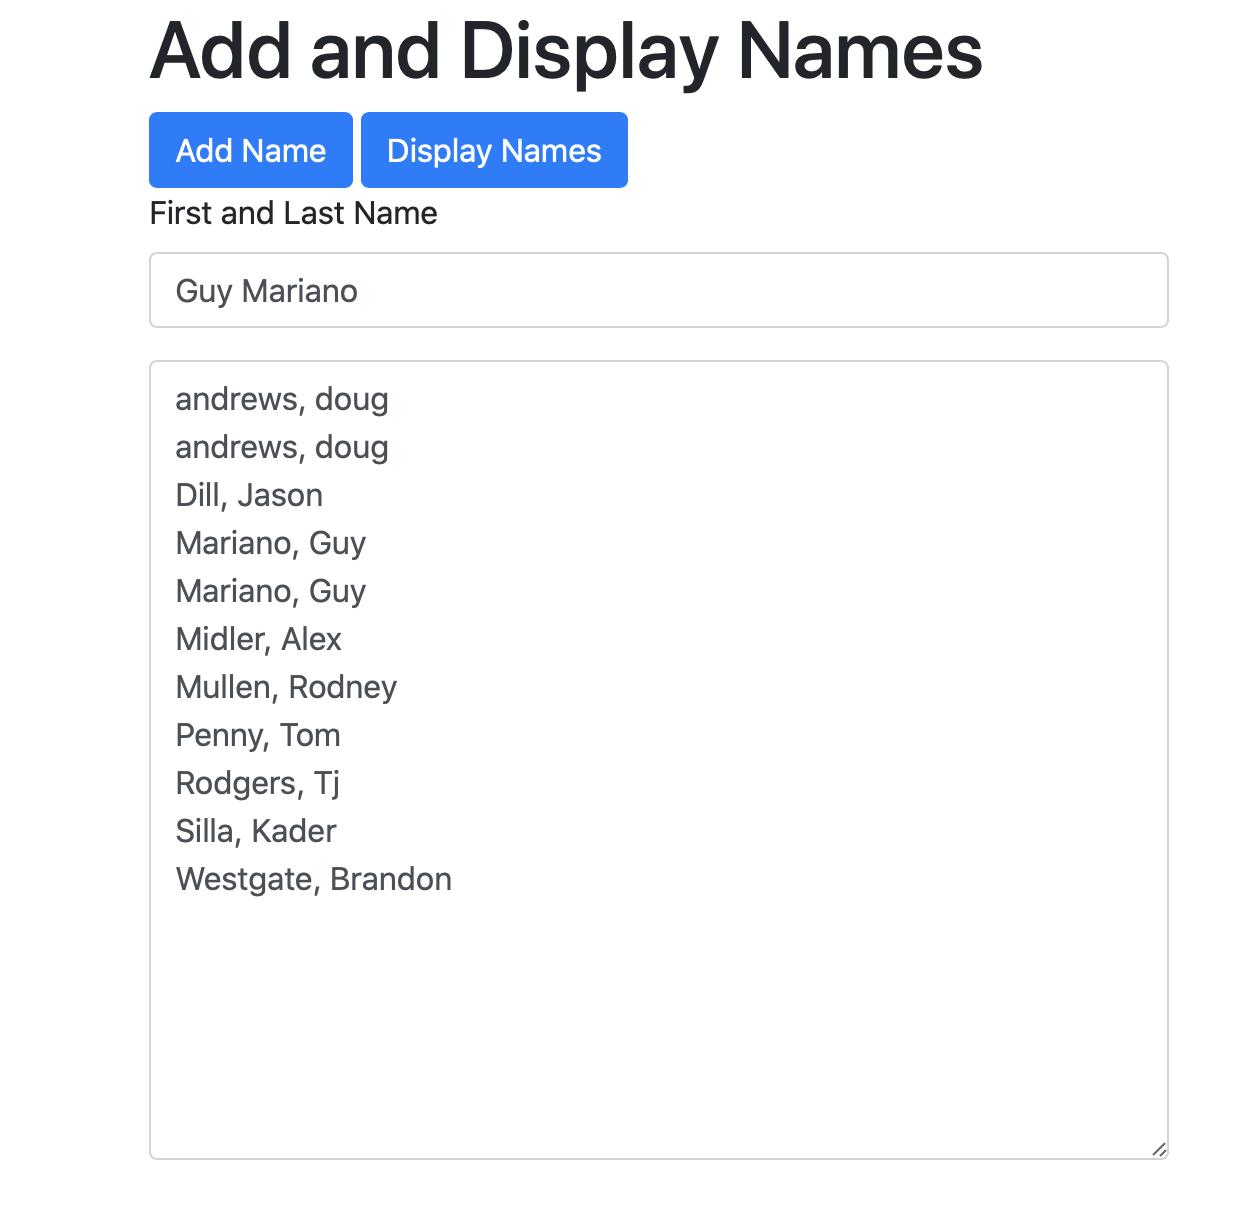 Add and Display Names
Add Name Display Names
First and Last Name
Guy Mariano
andrews, doug
andrews, doug
Dill, Jason
Mariano, Guy
Mariano, Guy
Midler, Alex
Mullen, Rodney
Penny, Tom
Rodgers, Tj
Silla, Kader
Westgate, Brandon